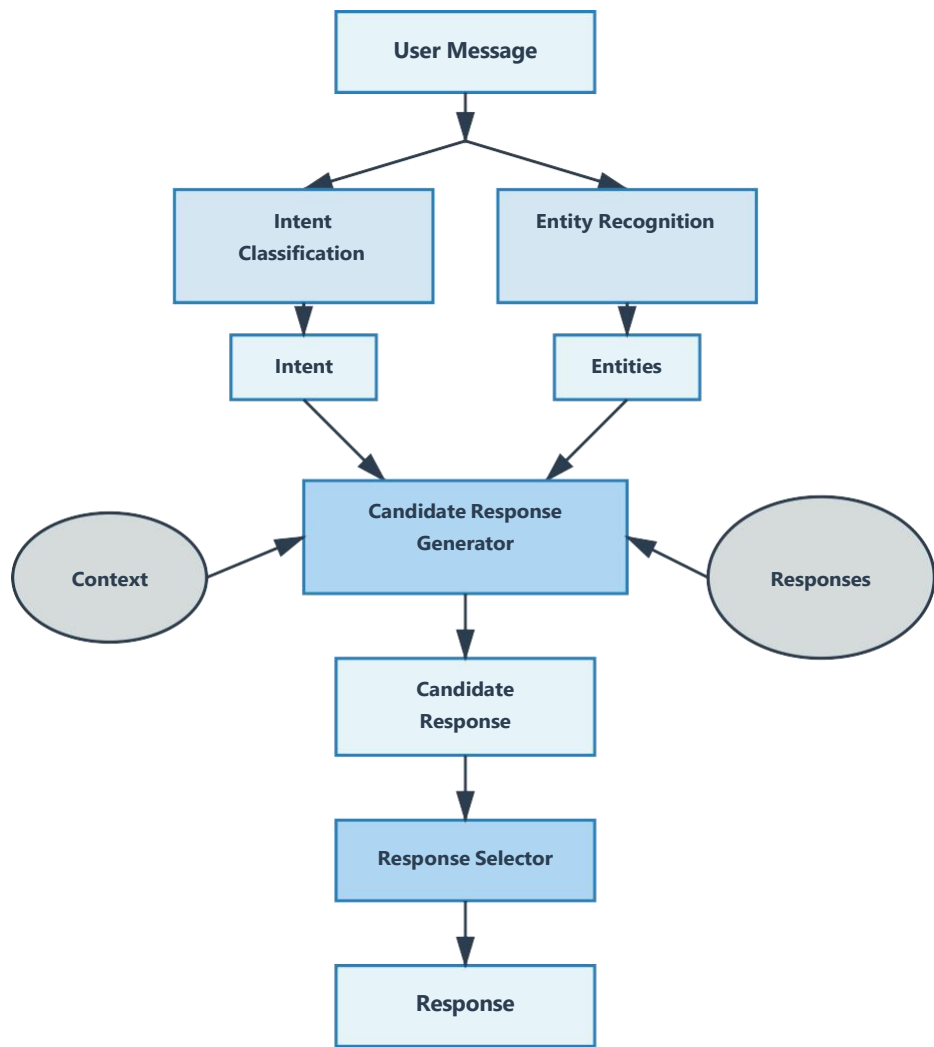 User Message
Intent
Classification
Entity Recognition
Intent
Entities
Candidate Response
Generator
Context
Responses
Candidate
Response
Response Selector
Response